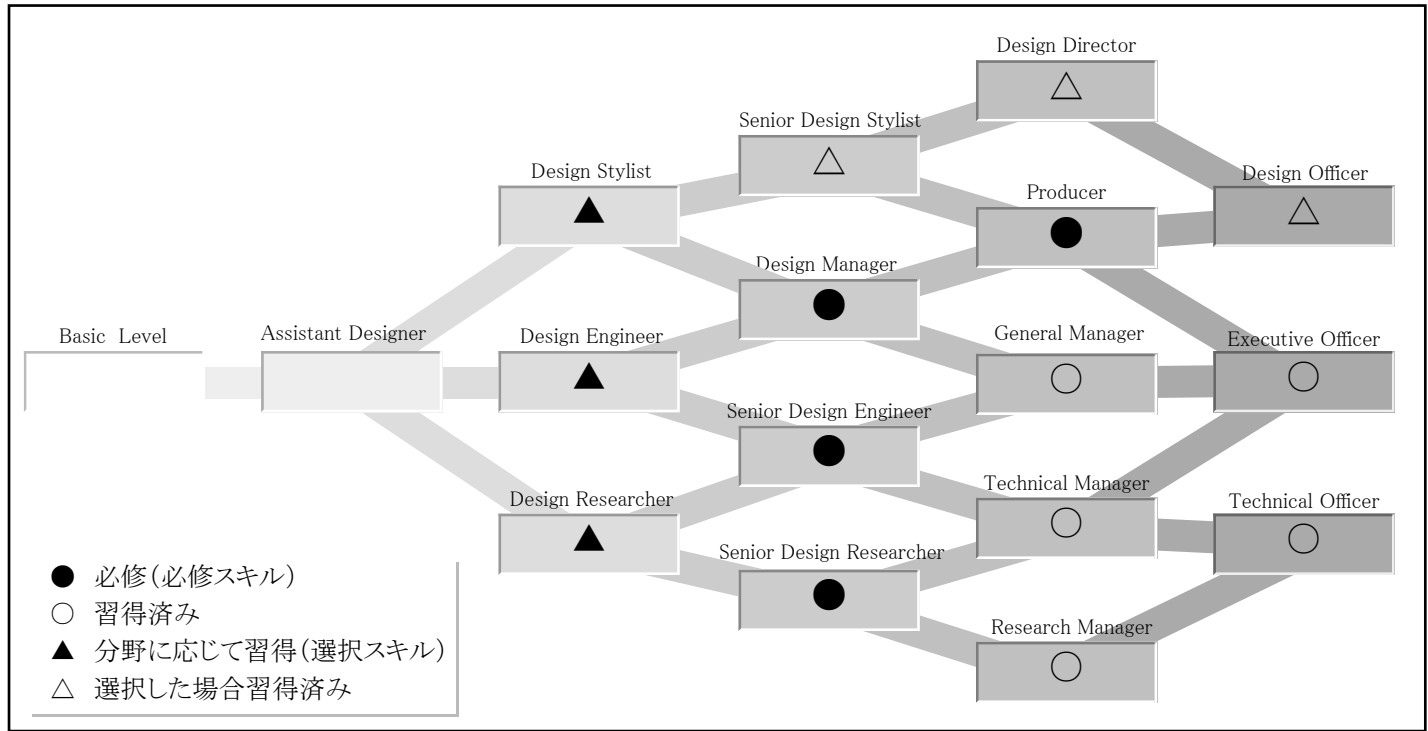 Design Director
△
Senior Design Stylist
△
Design Stylist
▲
Producer
●
Design Officer
△
Design Manager
●
Basic Level
Assistant Designer
Design Engineer
▲
General Manager
○
Executive Officer
○
Senior Design Engineer
●
Design Researcher
▲
Technical Manager
○
Technical Officer
○
Senior Design Researcher
●
Research Manager
○
● 必修(必修スキル)
○ 習得済み
▲ 分野に応じて習得(選択スキル)
△ 選択した場合習得済み